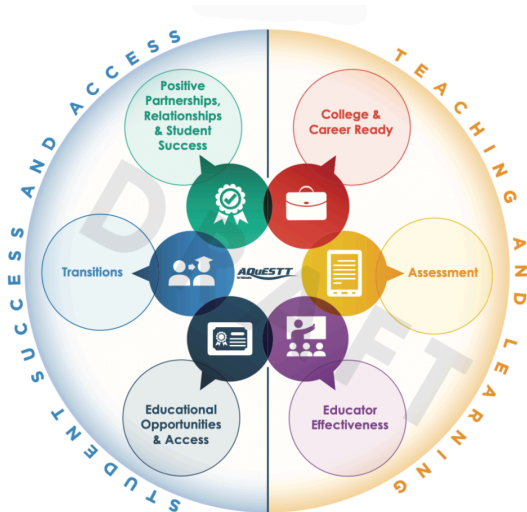 STUDENT SUCCESS AND ACCESS
TEACHING AND LEARNING
Positive
Partnerships,
Relationships
& Student
Success
College &
Career Ready
Transitions
AQuESTT
Assessment
Educational
Opportunities
& Access
Educator
Effectiveness
DRAFT